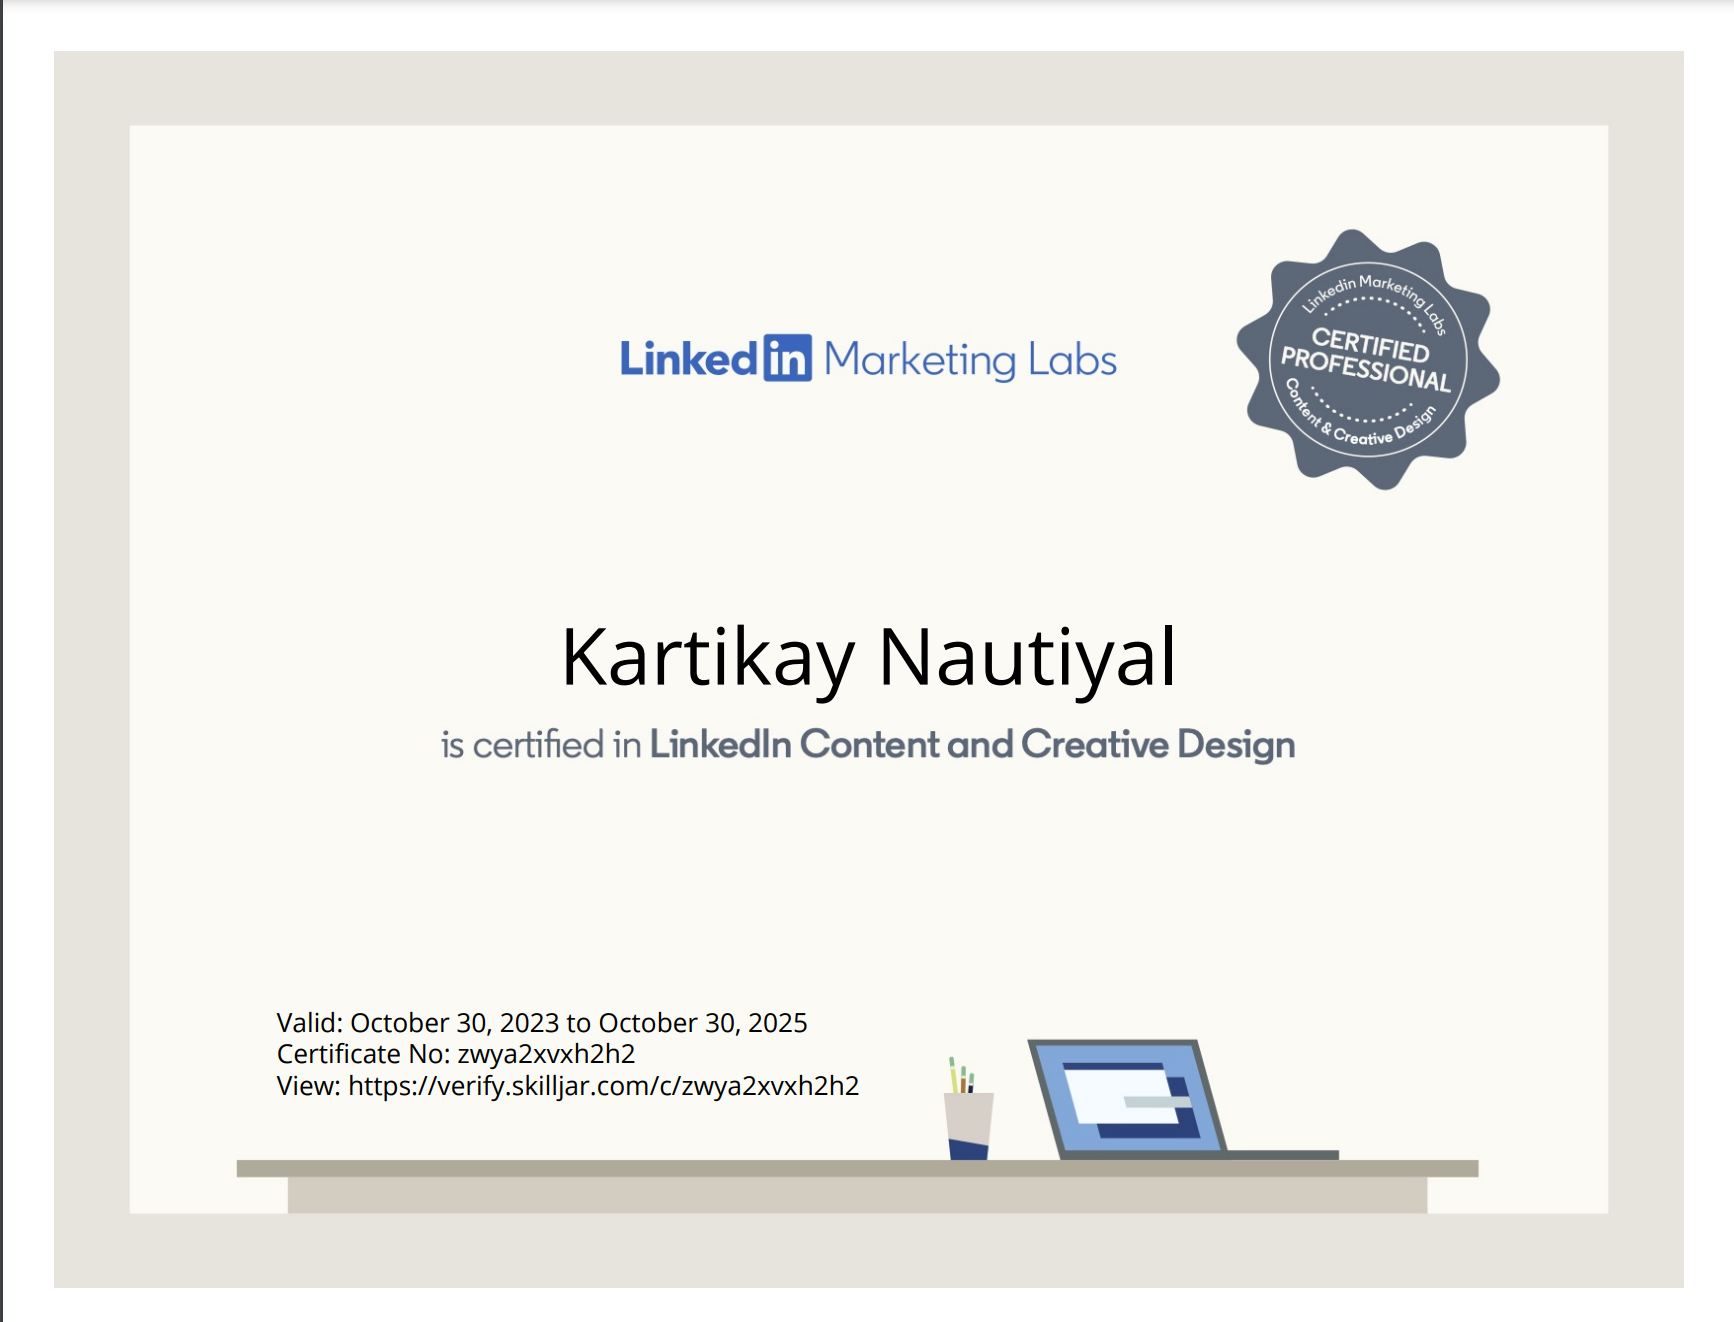 Linkedin Marketing Labs
Linkedin Marketing Labs
CERTIFIED
PROFESSIONAL
Content & Creative Design
Kartikay Nautiyal
is certified in LinkedIn Content and Creative Design
Valid: October 30, 2023 to October 30, 2025
Certificate No: zwya2xvxh2h2
View: https://verify.skilljar.com/c/zwya2xvxh2h2